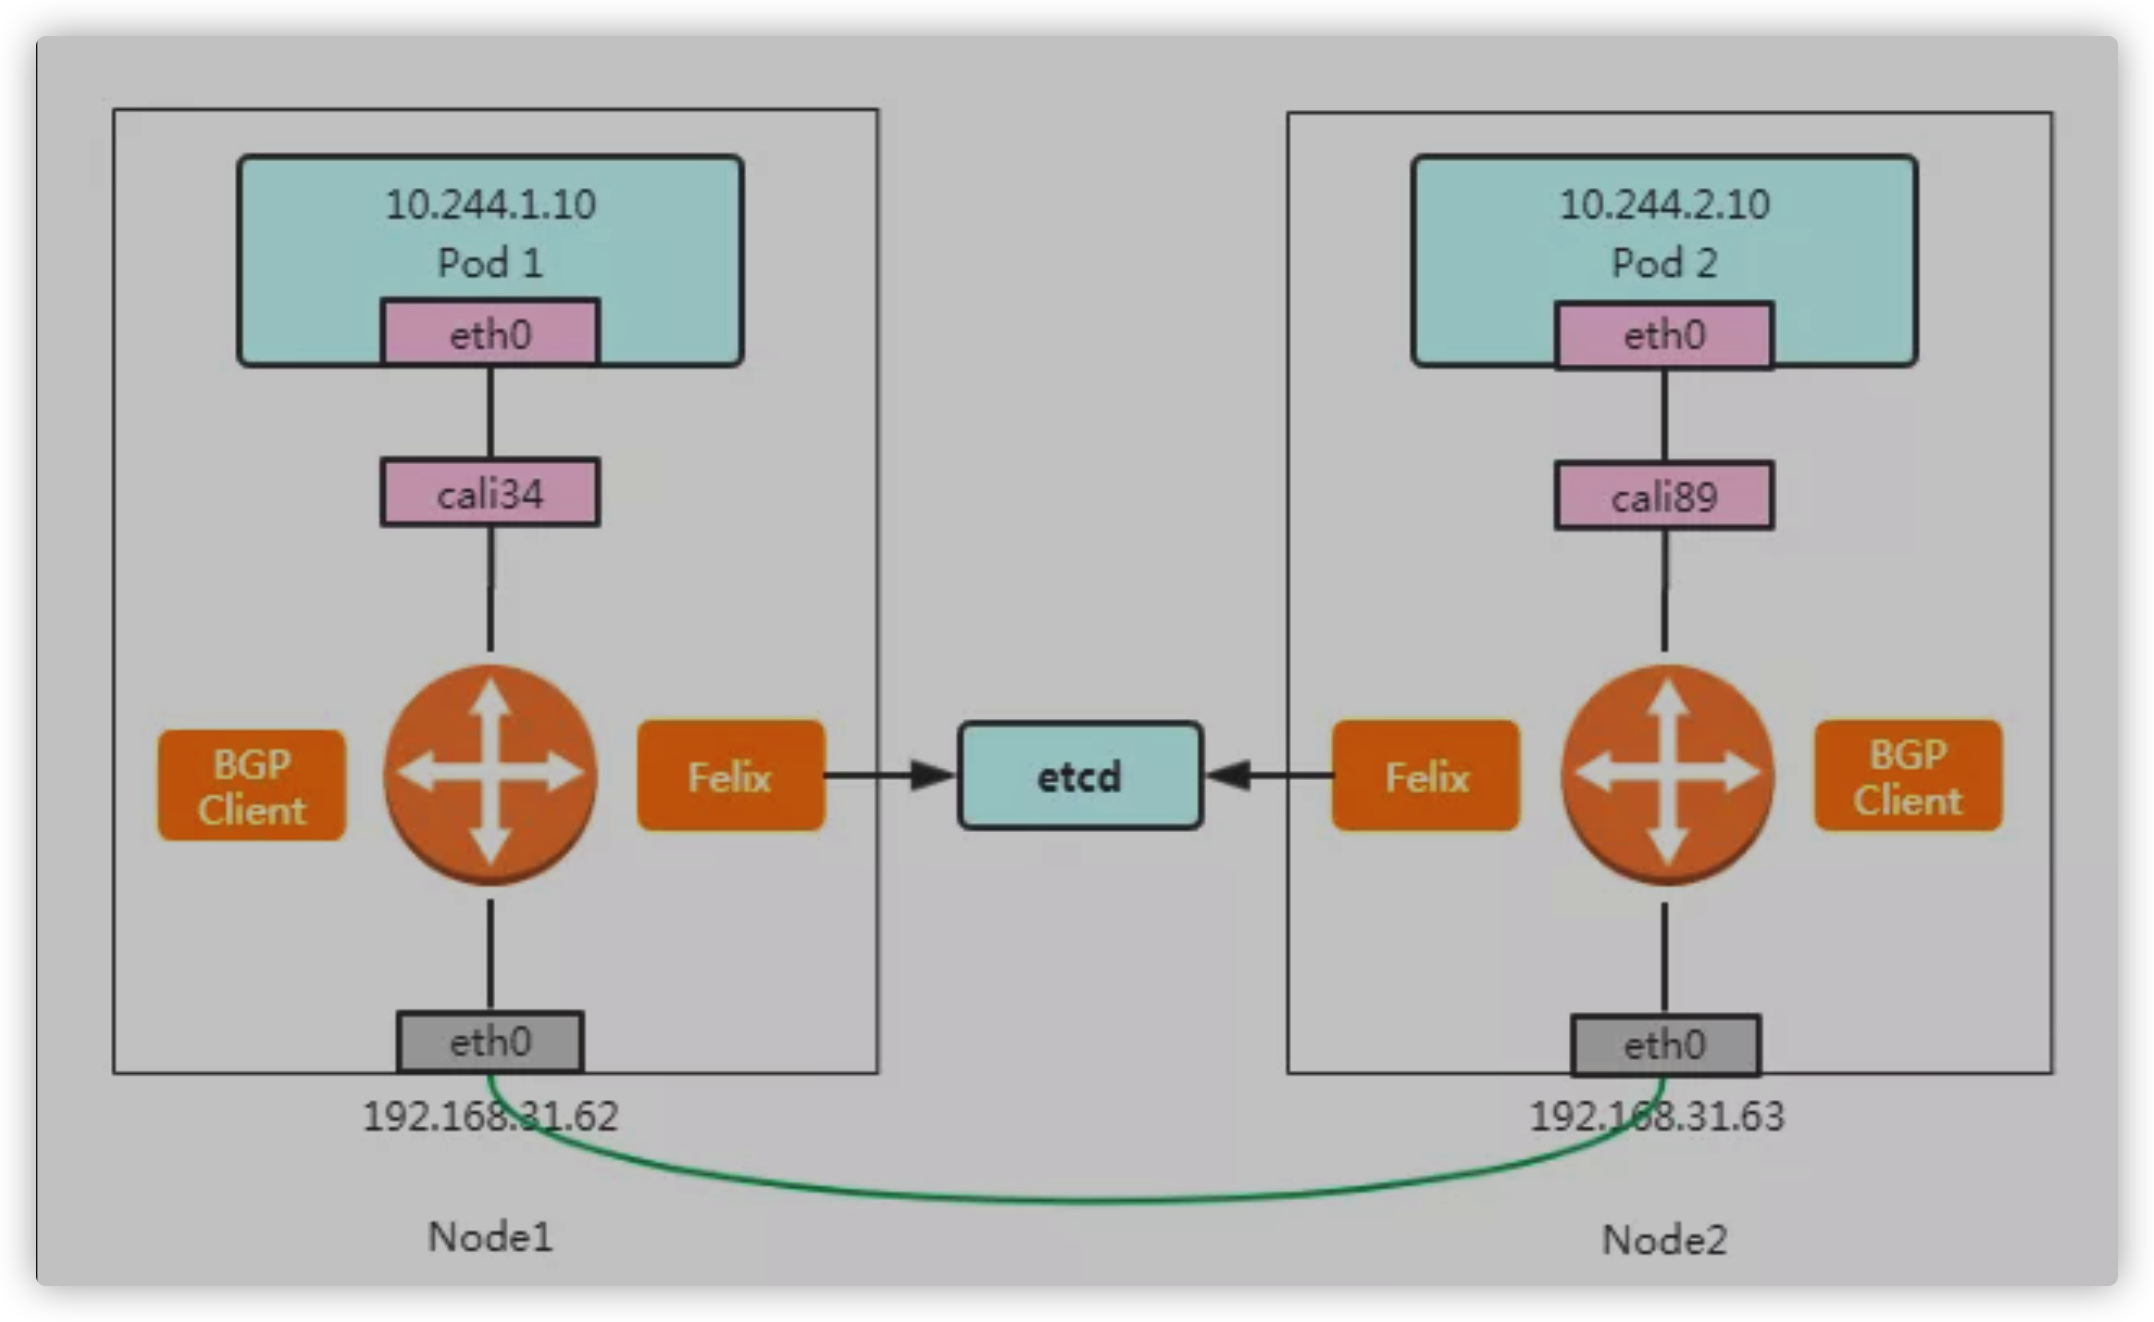 10.244.1.10
Pod 1
eth0
cali34
BGP
Client
Felix
eth0
192.168.31.62
Node1
etcd
10.244.2.10
Pod 2
eth0
cali89
Felix
BGP
Client
eth0
192.168.31.63
Node2